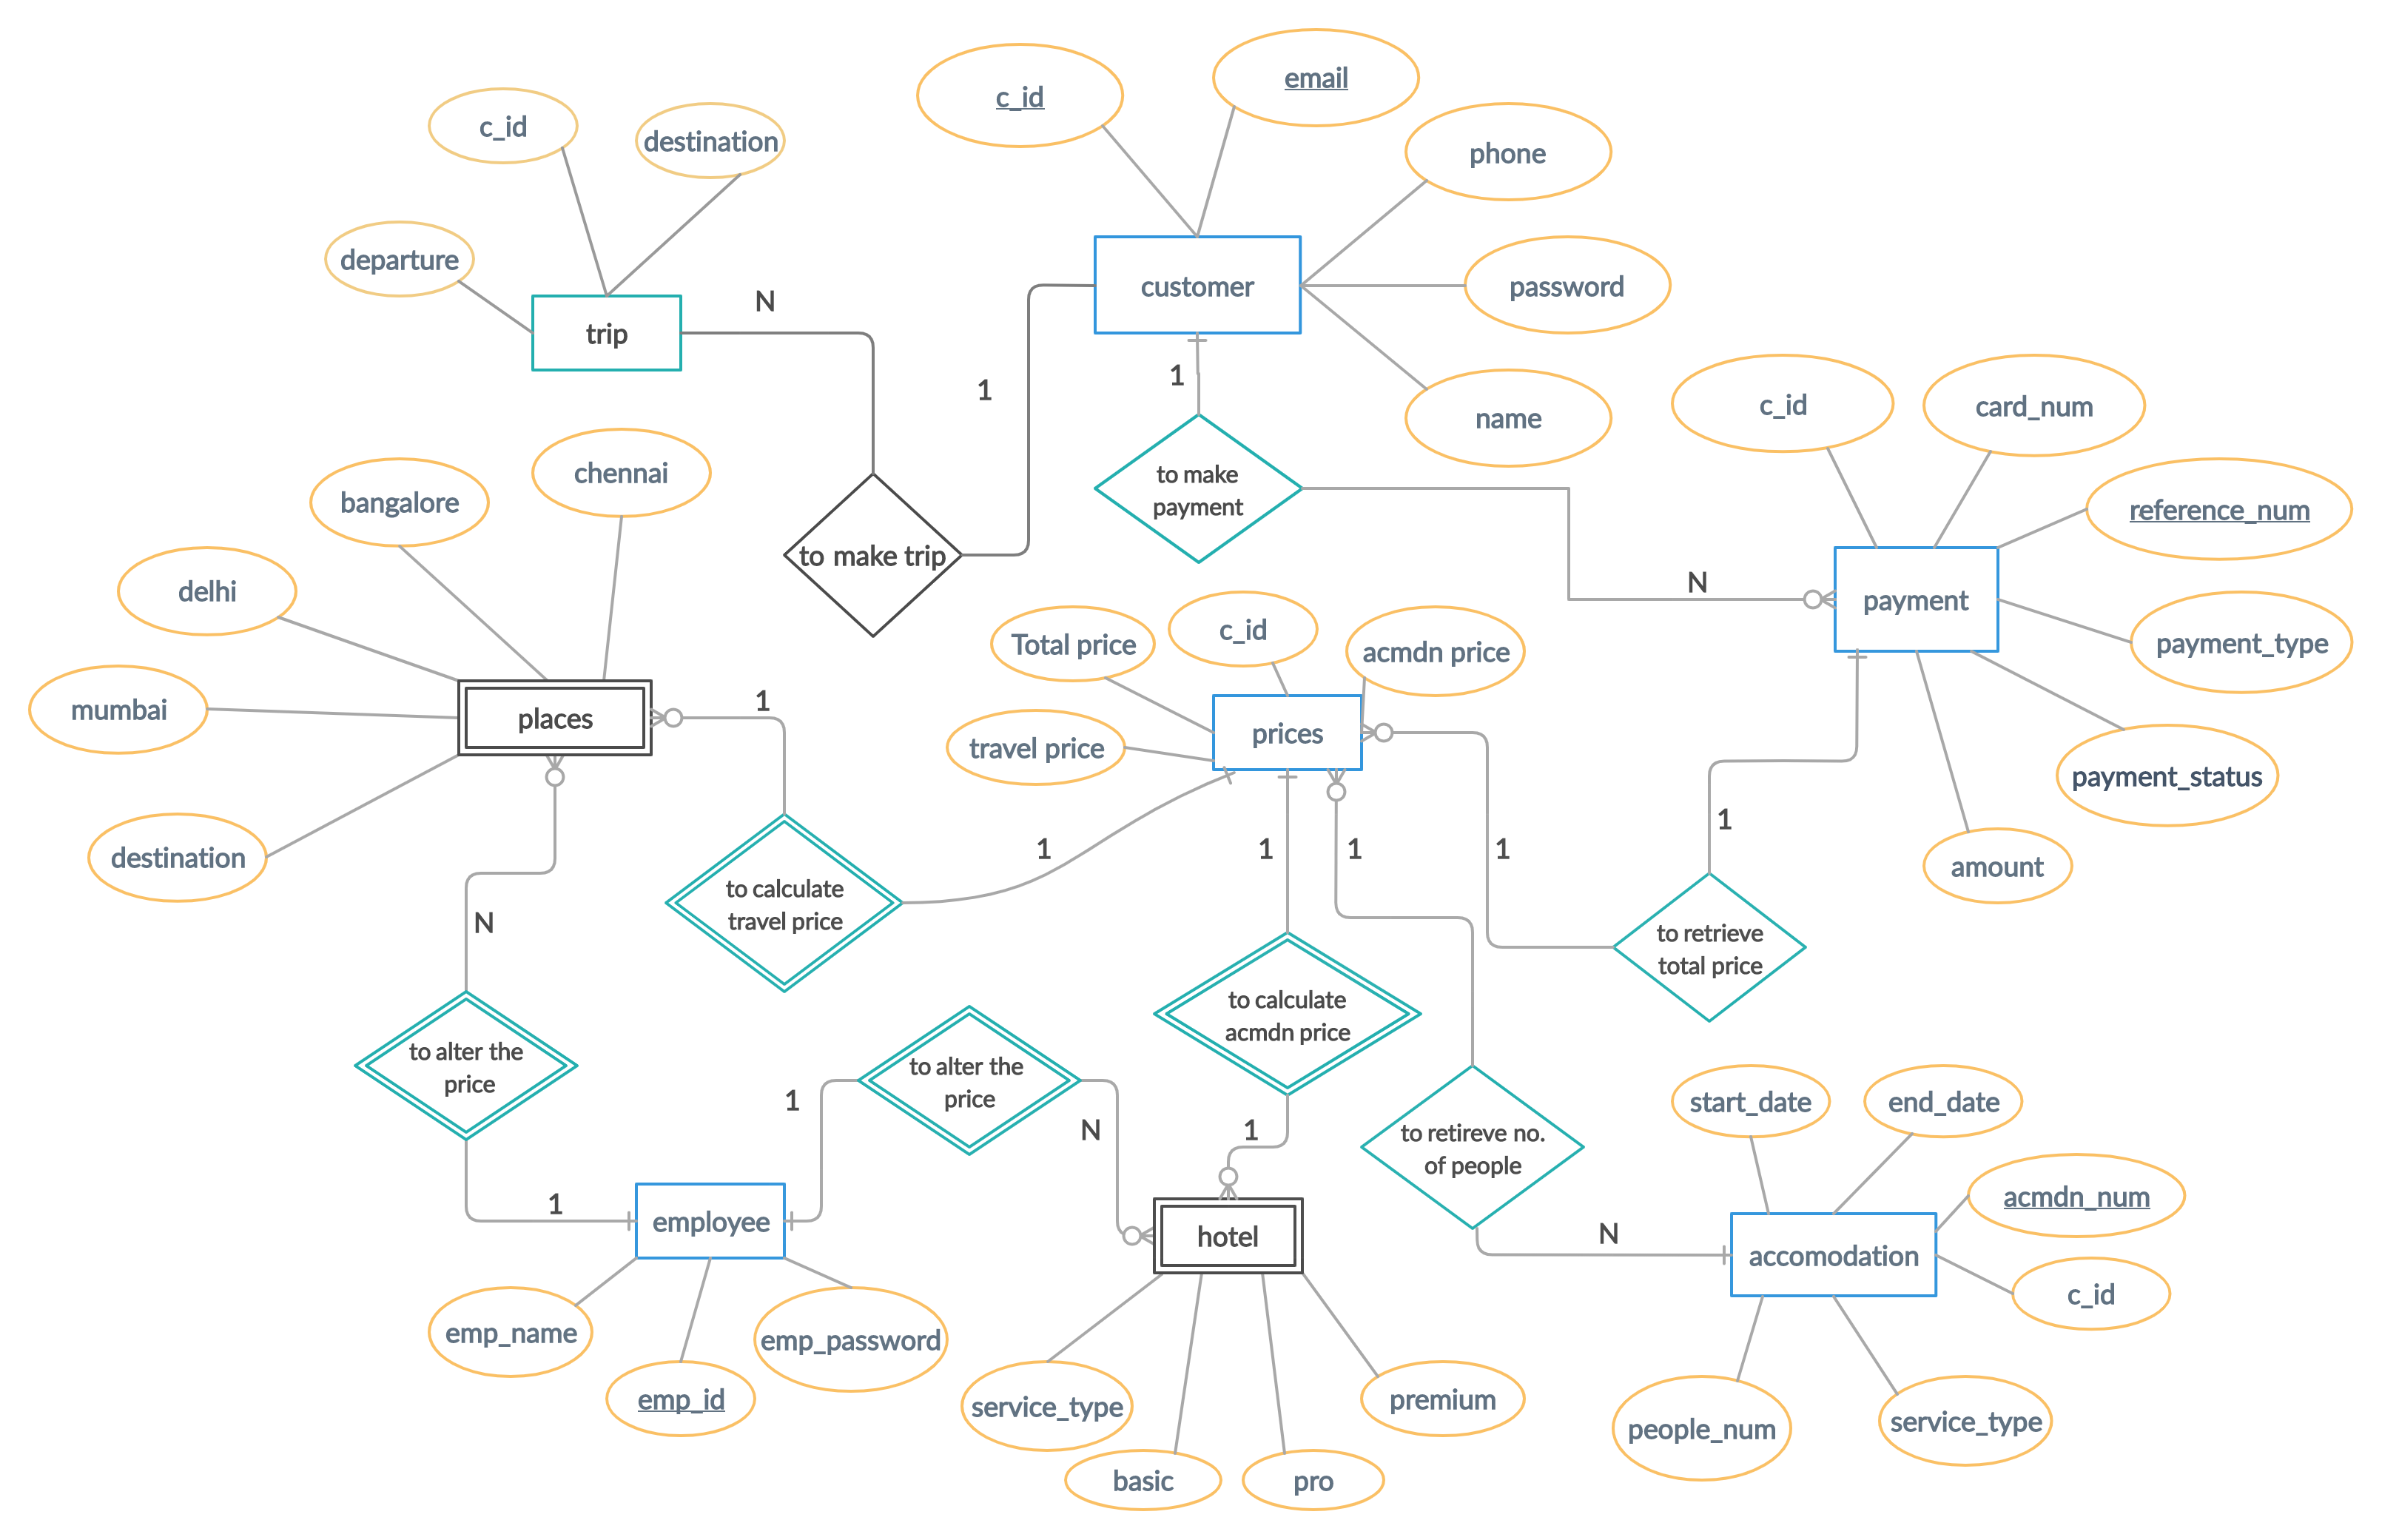 c_id
email
c_id
destination
phone
departure
customer
password
N
trip
1
1
c_id
card_num
name
chennai
to make
payment
bangalore
reference_num
to make trip
N
delhi
payment
Total price
c_id
acmdn price
payment_type
mumbai
places
1
prices
travel price
payment_status
1
destination
1
1
1
1
amount
to calculate
travel price
N
to retrieve
total price
to calculate
acmdn price
to alter the
price
to alter the
price
1
N
1
to retireve no.
of people
start_date
end_date
acmdn_num
1
employee
hotel
N
accomodation
c_id
emp_name
emp_password
emp_id
service_type
premium
people_num
service_type
basic
pro